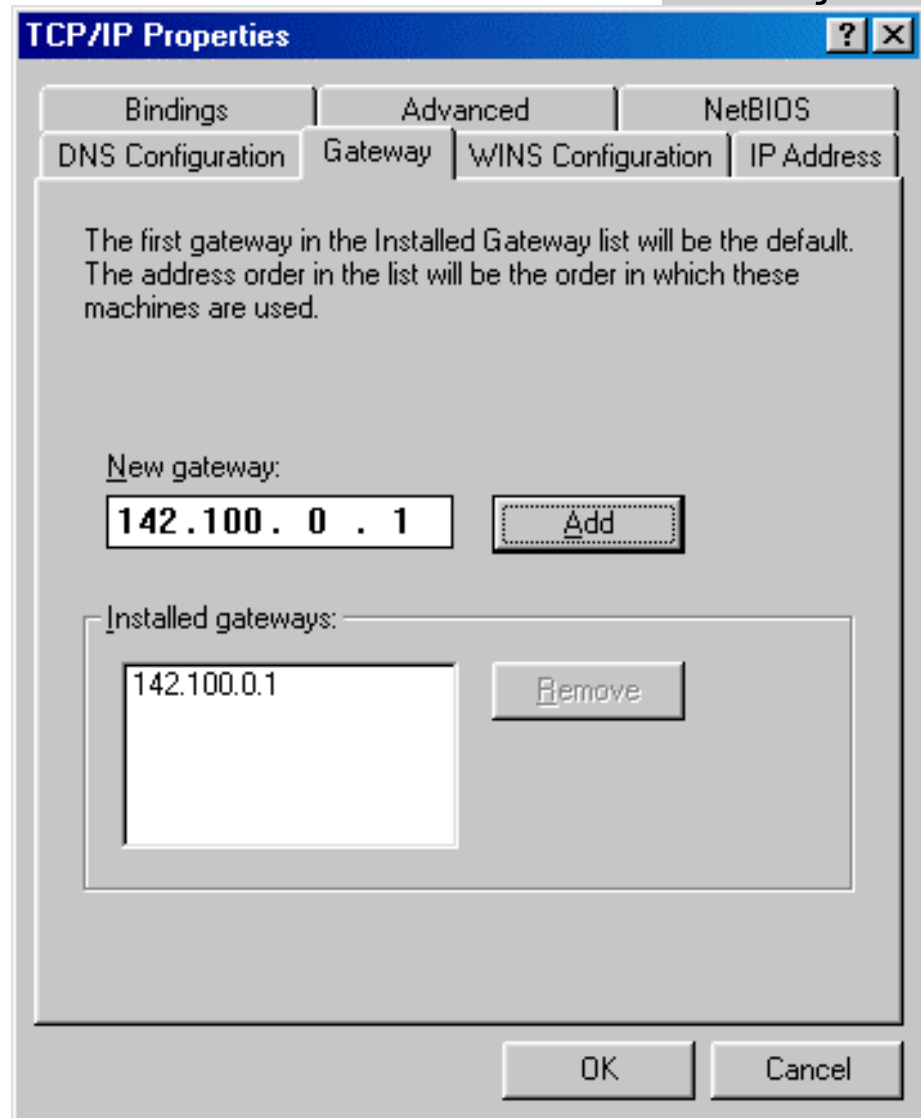 TCP/IP Properties
Bindings
Advanced
NetBIOS
DNS Configuration
Gateway
WINS Configuration
IP Address
The first gateway in the Installed Gateway list will be the default.
The address order in the list will be the order in which these
machines are used.
New gateway:
142.100. 0 . 1
Add
Installed gateways:
142.100.0.1
Remove
OK
Cancel